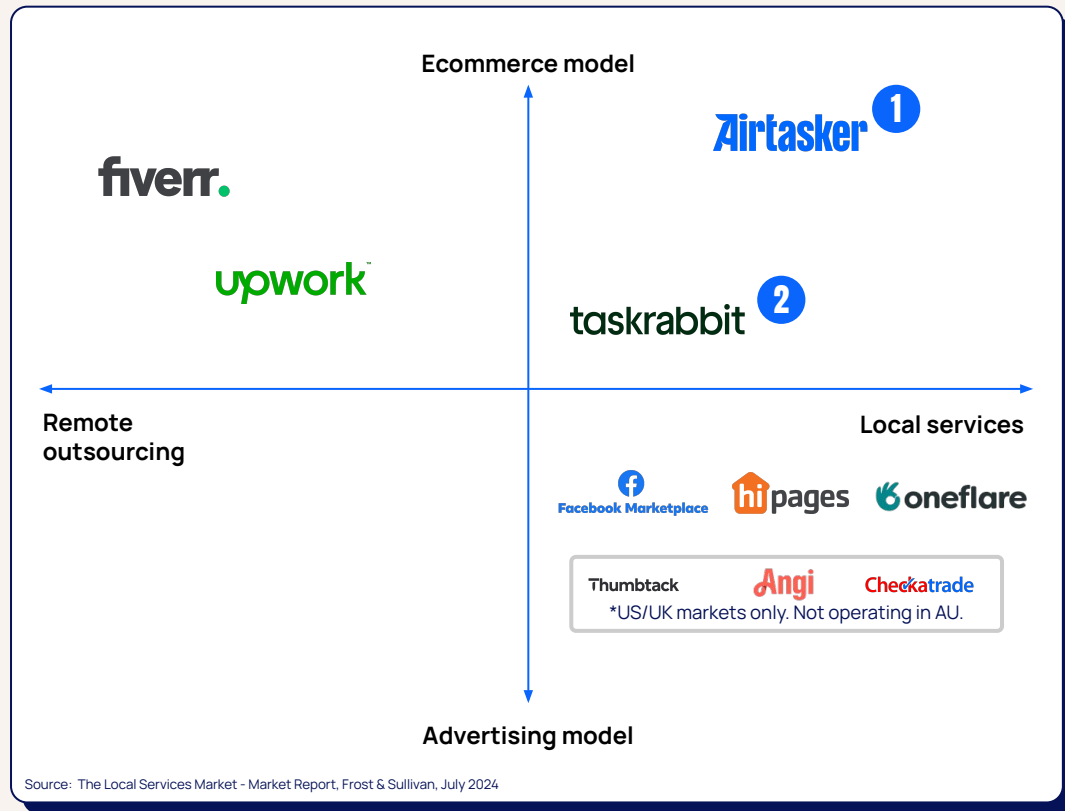 Ecommerce model
Airtasker 1
fiverr.
upwork™
taskrabbit 2
Remote
outsourcing
Local services
Facebook Marketplace
hipages
oneflare
Thumbtack
Angi
Checkatrade
*US/UK markets only. Not operating in AU.
Advertising model
Source: The Local Services Market - Market Report, Frost & Sullivan, July 2024